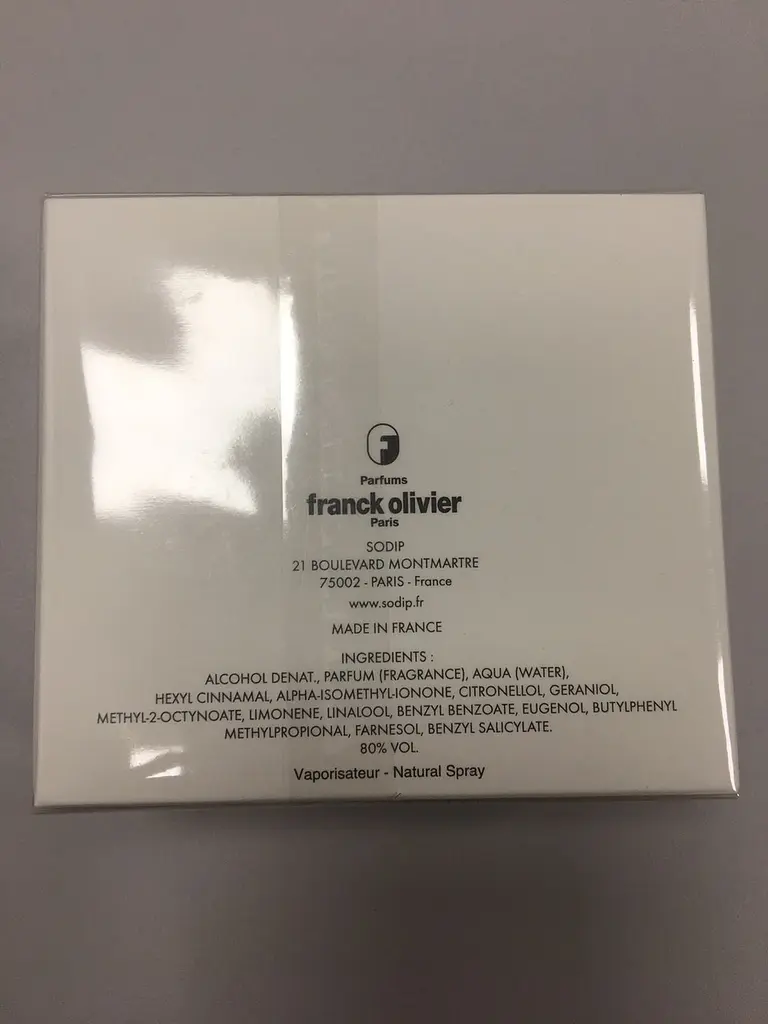 F
Parfums
franck olivier
Paris
SODIP
21 BOULEVARD MONTMARTRE
75002 - PARIS - France
www.sodip.fr
MADE IN FRANCE
INGREDIENTS :
ALCOHOL DENAT., PARFUM (FRAGRANCE), AQUA (WATER),
HEXYL CINNAMAL, ALPHA-ISOMETHYL-IONONE, CITRONELLOL, GERANIOL,
METHYL-2-OCTYNOATE, LIMONENE, LINALOOL, BENZYL BENZOATE, EUGENOL, BUTYLPHENYL
METHYLPROPIONAL, FARNESOL, BENZYL SALICYLATE.
80% VOL.
Vaporisateur - Natural Spray